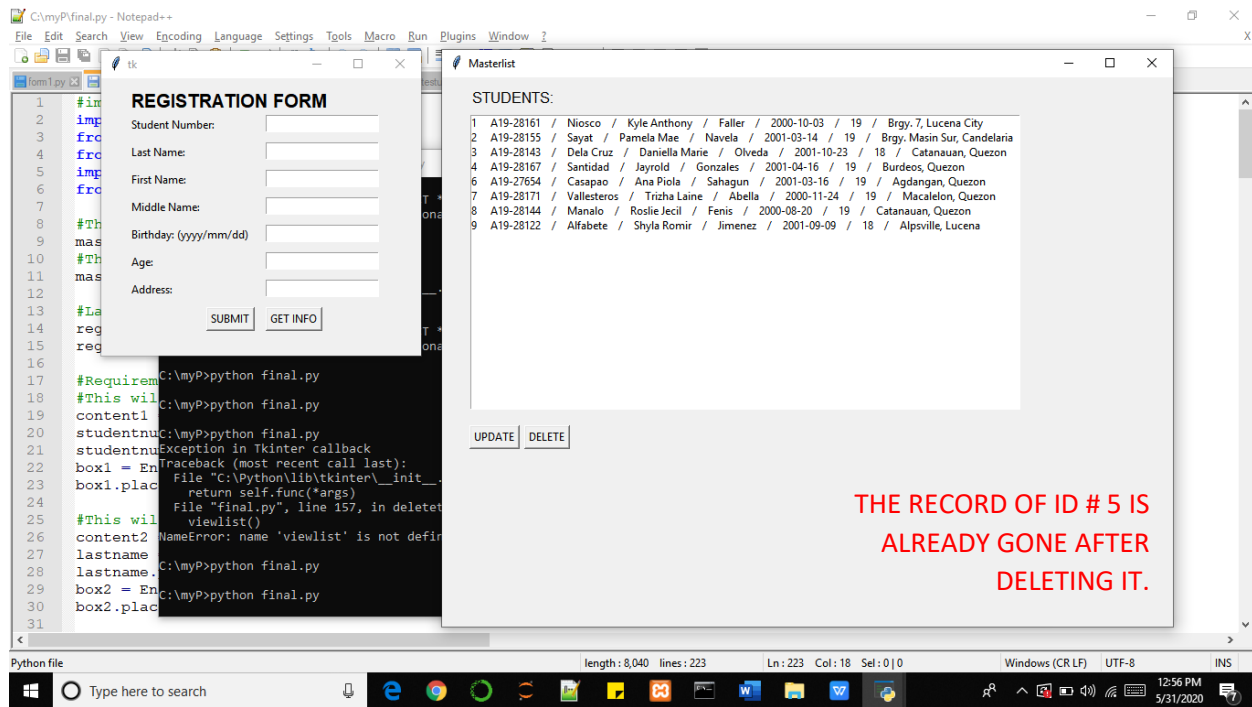 C:\myP\final.py - Notepad++
File Edit Search View Encoding Language Settings Tools Macro Run Plugins Window ?
X
form1.py
tk
REGISTRATION FORM
Student Number:
Last Name:
First Name:
Middle Name:
Birthday: (yyyy/mm/dd)
Age:
Address:
SUBMIT GET INFO
Masterlist
STUDENTS:
1 A19-28161 / Niosco / Kyle Anthony / Faller / 2000-10-03 / 19 / Brgy. 7, Lucena City
2 A19-28155 / Sayat / Pamela Mae / Navela / 2001-03-14 / 19 / Brgy. Masin Sur, Candelaria
3 A19-28143 / Dela Cruz / Daniella Marie / Olveda / 2001-10-23 / 18 / Catanauan, Quezon
4 A19-28167 / Santidad / Jayrold / Gonzales / 2001-04-16 / 19 / Burdeos, Quezon
6 A19-27654 / Casapao / Ana Piola / Sahagun / 2001-03-16 / 19 / Agdangan, Quezon
7 A19-28171 / Vallesteros / Trizha Laine / Abella / 2000-11-24 / 19 / Macalelon, Quezon
8 A19-28144 / Manalo / Roslie Jecil / Fenis / 2000-08-20 / 19 / Catanauan, Quezon
9 A19-28122 / Alfabete / Shyla Romir / Jimenez / 2001-09-09 / 18 / Alpsville, Lucena
UPDATE DELETE
THE RECORD OF ID # 5 IS
ALREADY GONE AFTER
DELETING IT.
1 #im
2 imp
3 fro
4 fro
5 imp
6 fro
7
8 #Th
9 mas
10 #Th
11 mas
12
13 #La
14 reg
15 reg
16
17 #Requirem
18 #This wil
19 content1
20 studentnu
21 studentnu
22 box1 = En
23 box1.plac
24
25 #This wil
26 content2
27 lastname
28 lastname.
29 box2 = En
30 box2.plac
31
C:\myP>python final.py
C:\myP>python final.py
C:\myP>python final.py
Exception in Tkinter callback
Traceback (most recent call last):
File "C:\Python\lib\tkinter\__init__.
return self.func(*args)
File "final.py", line 157, in deletet
viewlist()
NameError: name 'viewlist' is not defin
C:\myP>python final.py
C:\myP>python final.py
Python file length : 8,040 lines : 223 Ln : 223 Col : 18 Sel : 0 | 0 Windows (CR LF) UTF-8 INS
Type here to search
12:56 PM
5/31/2020